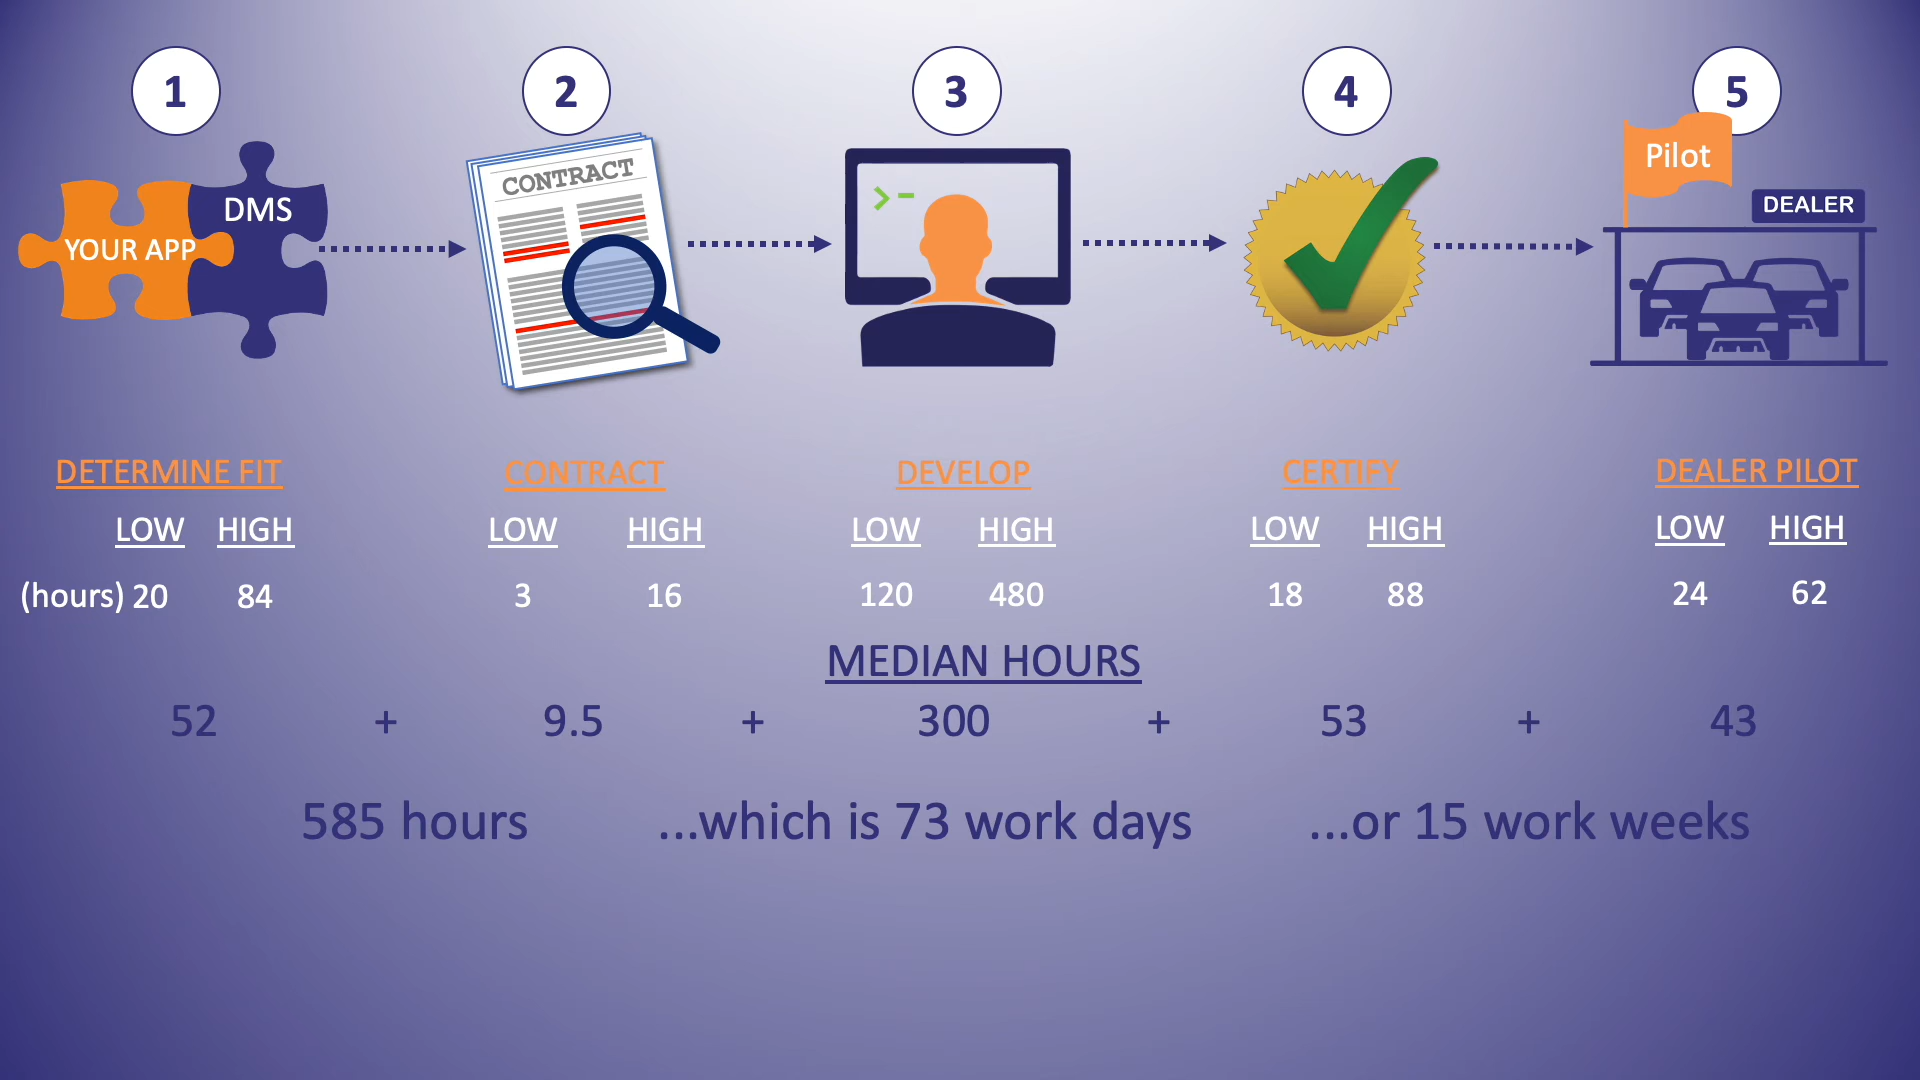 1 2 3 4 5
YOUR APP DMS
CONTRACT
>-
Pilot
DEALER
DETERMINE FIT CONTRACT DEVELOP CERTIFY DEALER PILOT
LOW HIGH LOW HIGH LOW HIGH LOW HIGH LOW HIGH
(hours) 20 84 3 16 120 480 18 88 24 62
MEDIAN HOURS
52 + 9.5 + 300 + 53 + 43
585 hours ...which is 73 work days ...or 15 work weeks